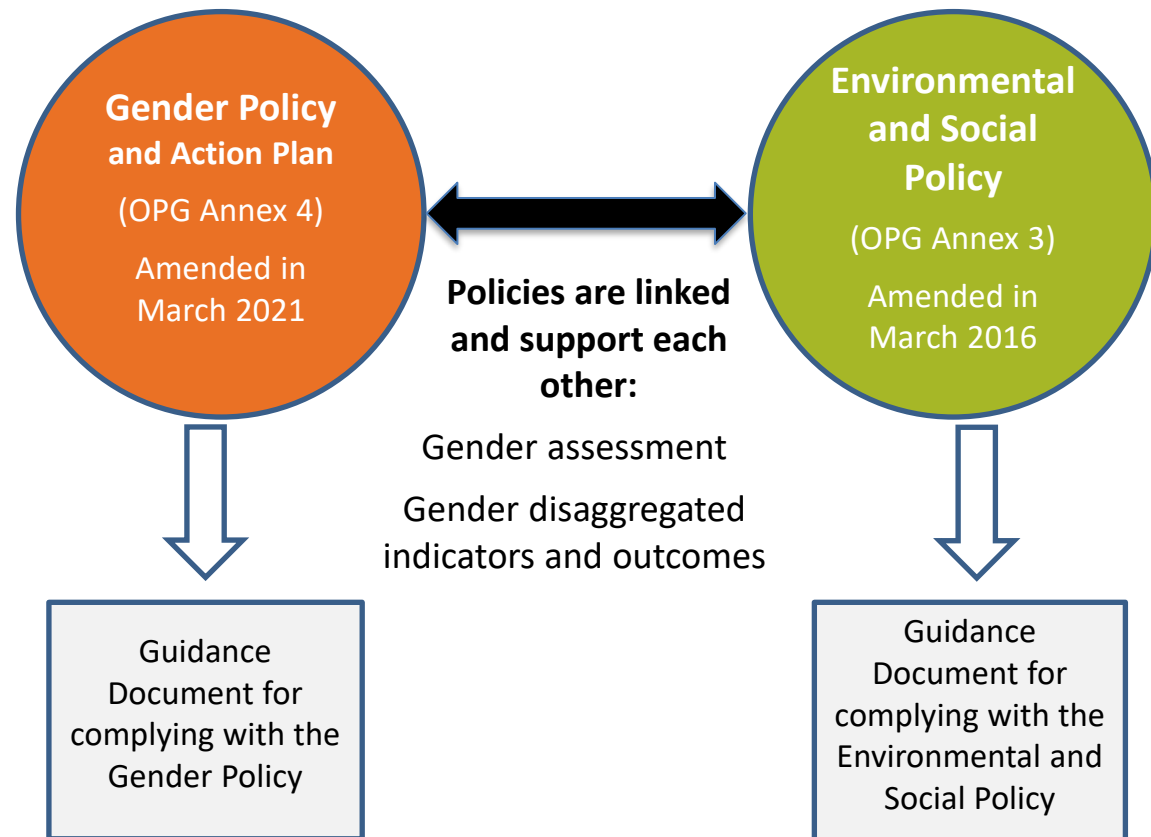 Gender Policy
and Action Plan
(OPG Annex 4)
Amended in
March 2021
Environmental
and Social
Policy
(OPG Annex 3)
Amended in
March 2016
Policies are linked
and support each
other:
Gender assessment
Gender disaggregated
indicators and outcomes
Guidance
Document for
complying with the
Gender Policy
Guidance
Document for
complying with the
Environmental and
Social Policy